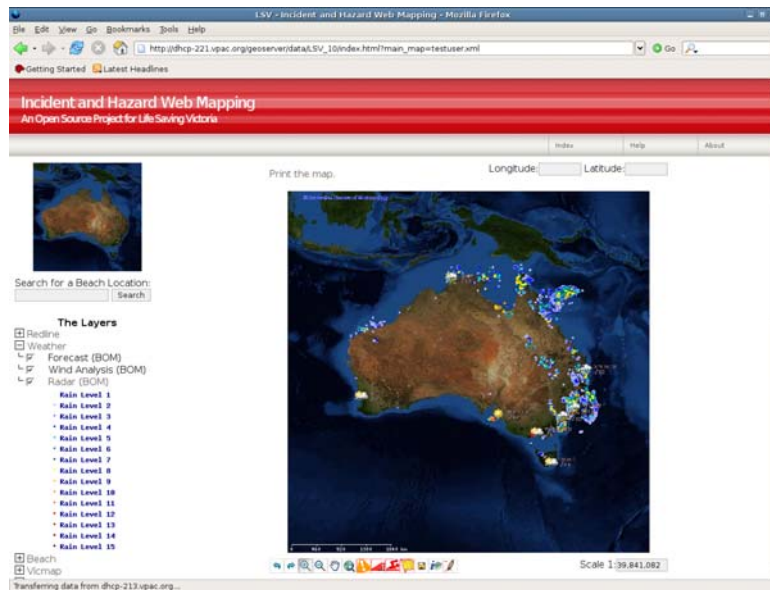 LSV - Incident and Hazard Web Mapping - Mozilla Firefox
File Edit View Go Bookmarks Tools Help
http://dhcp-221.vpac.org/geoserver/data/LSV_10/index.html?main_map=testuser.xml
Go
Getting Started Latest Headlines
Incident and Hazard Web Mapping
An Open Source Project for Life Saving Victoria
Index Help About
Print the map.
Longitude: Latitude:
Search for a Beach Location:
Search
The Layers
Redline
Weather
Forecast (BOM)
Wind Analysis (BOM)
Radar (BOM)
Rain Level 1
Rain Level 2
Rain Level 3
Rain Level 4
Rain Level 5
Rain Level 6
Rain Level 7
Rain Level 8
Rain Level 9
Rain Level 10
Rain Level 11
Rain Level 12
Rain Level 13
Rain Level 14
Rain Level 15
Beach
Vicmap
Scale 1:39,841,082
Transferring data from dhcp-213.vpac.org...